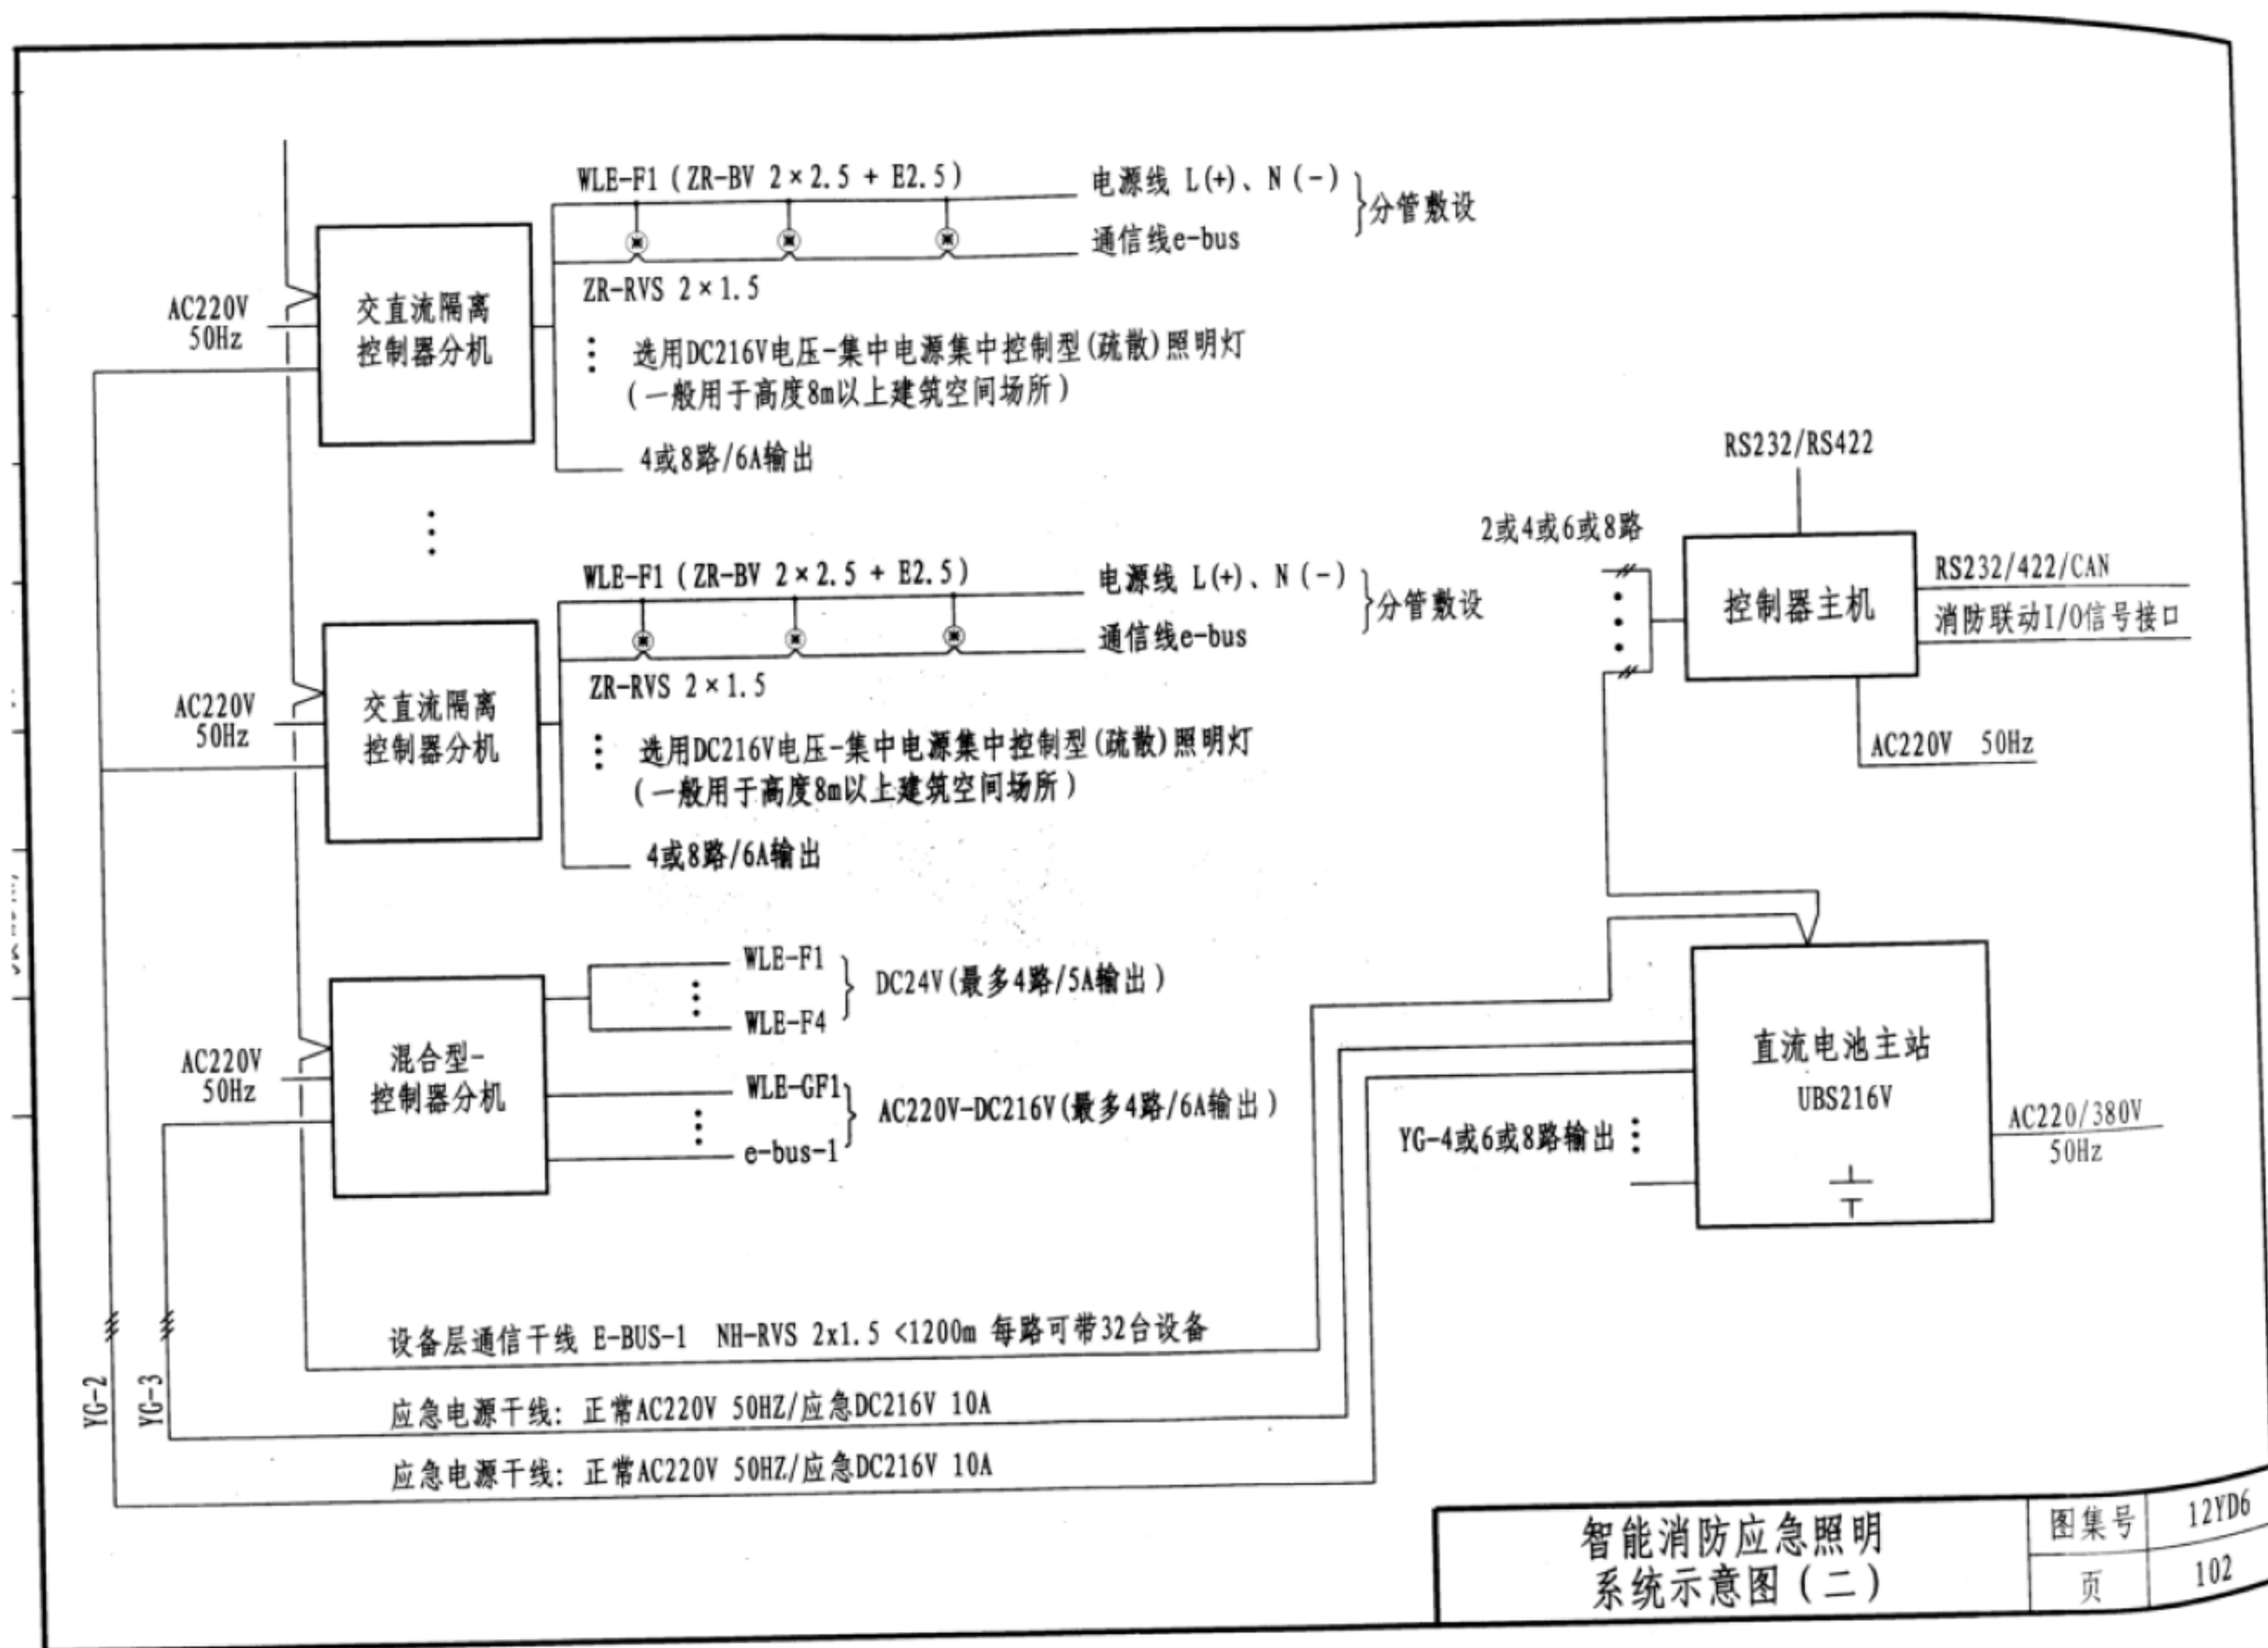 WLE-F1 (ZR-BV 2×2.5 + E2.5)
电源线 L(+)、N(-)
通信线e-bus
分管敷设
ZR-RVS 2×1.5
AC220V
50Hz
交直流隔离
控制器分机
选用DC216V电压-集中电源集中控制型(疏散)照明灯
(一般用于高度8m以上建筑空间场所)
4或8路/6A输出
WLE-F1 (ZR-BV 2×2.5 + E2.5)
电源线 L(+)、N(-)
通信线e-bus
分管敷设
ZR-RVS 2×1.5
AC220V
50Hz
交直流隔离
控制器分机
选用DC216V电压-集中电源集中控制型(疏散)照明灯
(一般用于高度8m以上建筑空间场所)
4或8路/6A输出
RS232/RS422
2或4或6或8路
控制器主机
RS232/422/CAN
消防联动I/O信号接口
AC220V 50Hz
AC220V
50Hz
混合型-
控制器分机
WLE-F1
WLE-F4
DC24V(最多4路/5A输出)
WLE-GF1
e-bus-1
AC220V-DC216V(最多4路/6A输出)
直流电池主站
UBS216V
YG-4或6或8路输出
AC220/380V
50Hz
设备层通信干线 E-BUS-1 NH-RVS 2x1.5 <1200m 每路可带32台设备
YG-2
YG-3
应急电源干线: 正常AC220V 50HZ/应急DC216V 10A
应急电源干线: 正常AC220V 50HZ/应急DC216V 10A
智能消防应急照明
系统示意图(二)
图集号
12YD6
页
102